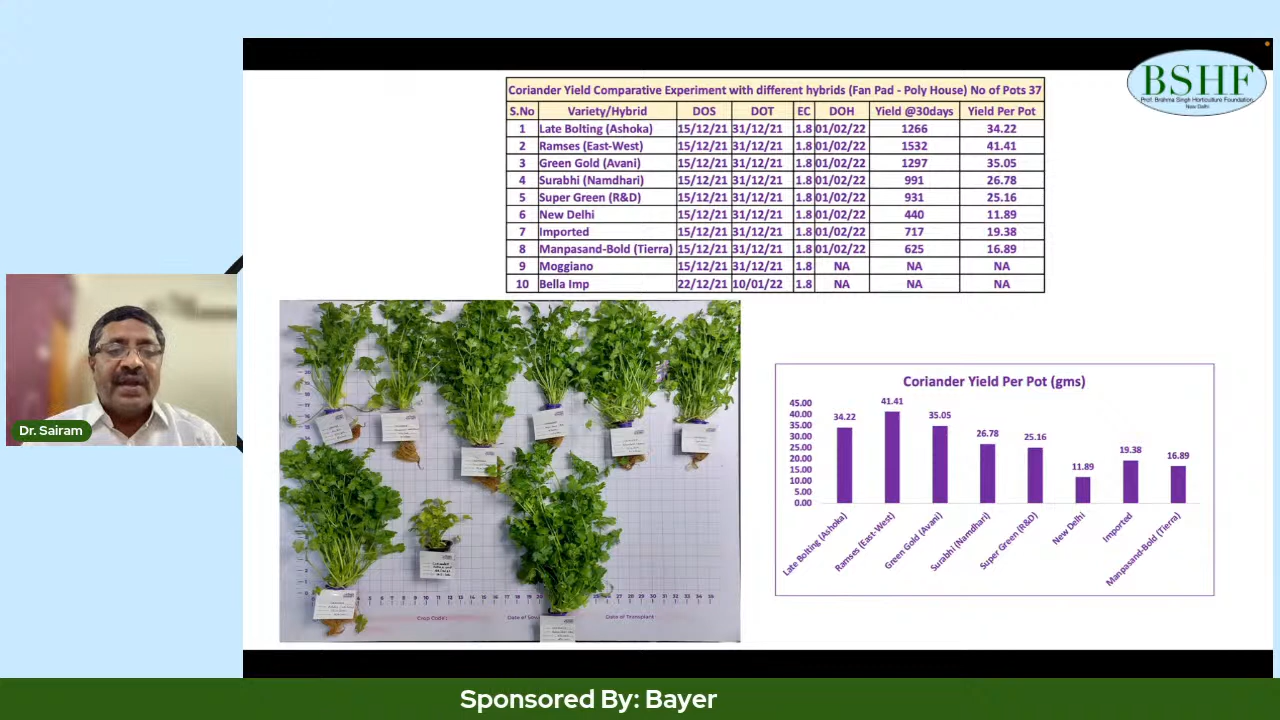 BSHF
Prof. Brahma Singh Horticulture Foundation
New Delhi
Coriander Yield Comparative Experiment with different hybrids (Fan Pad - Poly House) No of Pots 37
S.No Variety/Hybrid DOS DOT EC DOH Yield @30days Yield Per Pot
1 Late Bolting (Ashoka) 15/12/21 31/12/21 1.8 01/02/22 1266 34.22
2 Ramses (East-West) 15/12/21 31/12/21 1.8 01/02/22 1532 41.41
3 Green Gold (Avani) 15/12/21 31/12/21 1.8 01/02/22 1297 35.05
4 Surabhi (Namdhari) 15/12/21 31/12/21 1.8 01/02/22 991 26.78
5 Super Green (R&D) 15/12/21 31/12/21 1.8 01/02/22 931 25.16
6 New Delhi 15/12/21 31/12/21 1.8 01/02/22 440 11.89
7 Imported 15/12/21 31/12/21 1.8 01/02/22 717 19.38
8 Manpasand-Bold (Tierra) 15/12/21 31/12/21 1.8 01/02/22 625 16.89
9 Moggiano 15/12/21 31/12/21 1.8 NA NA NA
10 Bella Imp 22/12/21 10/01/22 1.8 NA NA NA
Dr. Sairam
Crop Code : Date of Transplant
Coriander Yield Per Pot (gms)
45.00
40.00
35.00
30.00
25.00
20.00
15.00
10.00
5.00
0.00
34.22 41.41 35.05 26.78 25.16 11.89 19.38 16.89
Late Bolting (Ashoka)
Ramses (East-West)
Green Gold (Avani)
Surabhi (Namdhari)
Super Green (R&D)
New Delhi
Imported
Manpasand-Bold (Tierra)
Sponsored By: Bayer